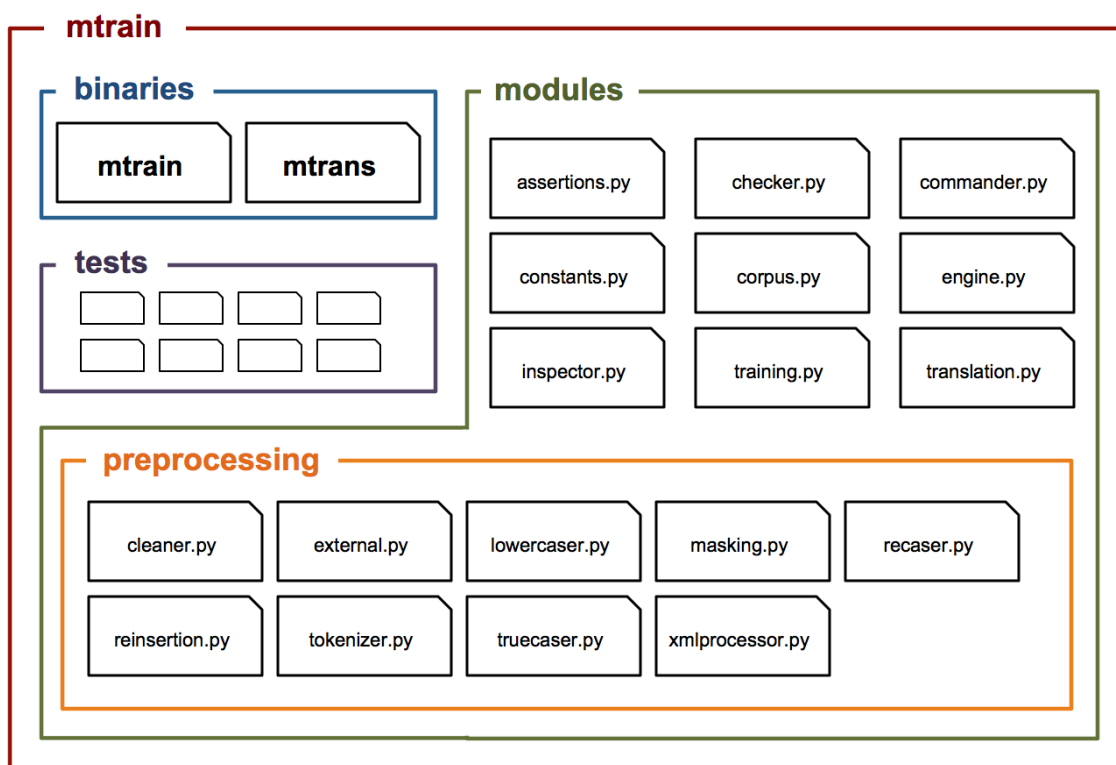 mtrain
binaries
mtrain
mtrans
tests
modules
assertions.py
checker.py
commander.py
constants.py
corpus.py
engine.py
inspector.py
training.py
translation.py
preprocessing
cleaner.py
external.py
lowercaser.py
masking.py
recaser.py
reinsertion.py
tokenizer.py
truecaser.py
xmlprocessor.py